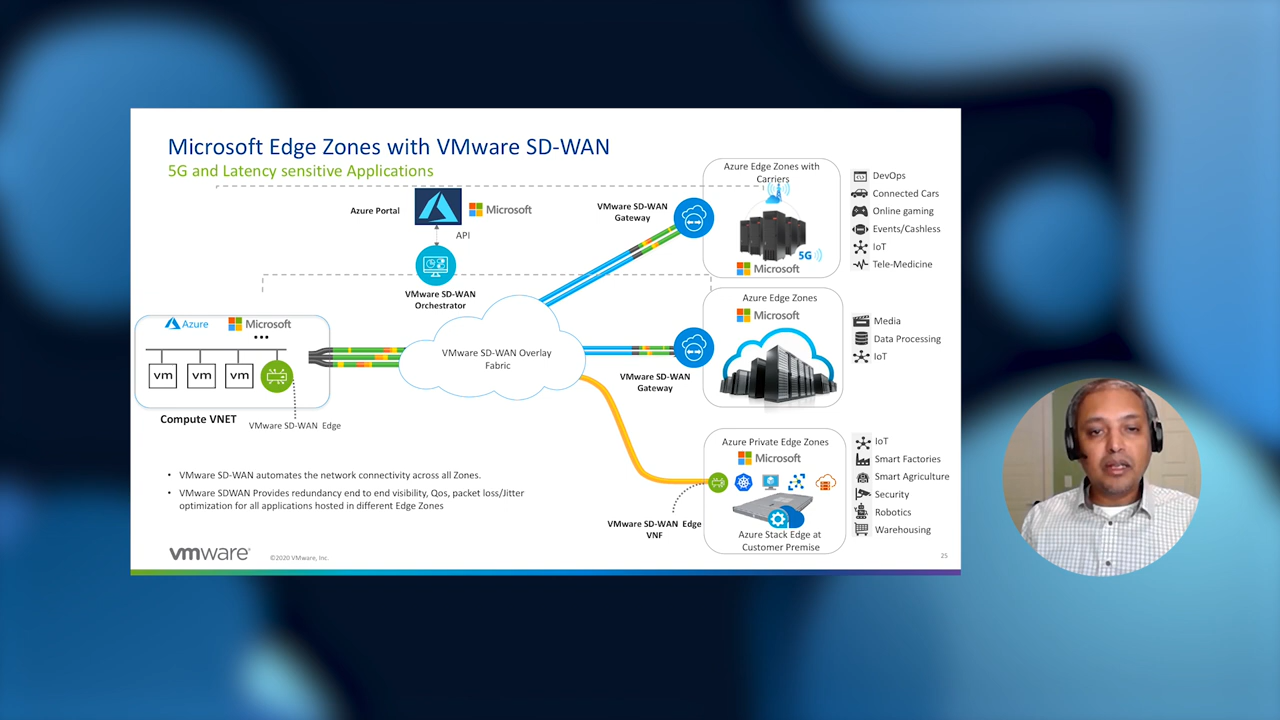 Microsoft Edge Zones with VMware SD-WAN
5G and Latency sensitive Applications
Azure Portal
Microsoft
API
VMware SD-WAN
Orchestrator
VMware SD-WAN
Gateway
Azure Edge Zones with
Carriers
5G
Microsoft
DevOps
Connected Cars
Online gaming
Events/Cashless
IoT
Tele-Medicine
Azure
Microsoft
vm
vm
vm
Compute VNET
VMware SD-WAN Edge
VMware SD-WAN Overlay
Fabric
VMware SD-WAN
Gateway
Azure Edge Zones
Microsoft
Media
Data Processing
IoT
Azure Private Edge Zones
Microsoft
VMware SD-WAN Edge
VNF
Azure Stack Edge at
Customer Premise
IoT
Smart Factories
Smart Agriculture
Security
Robotics
Warehousing
• VMware SD-WAN automates the network connectivity across all Zones.
• VMware SDWAN Provides redundancy end to end visibility, Qos, packet loss/Jitter
optimization for all applications hosted in different Edge Zones
vmware®
©2020 VMware, Inc.
25